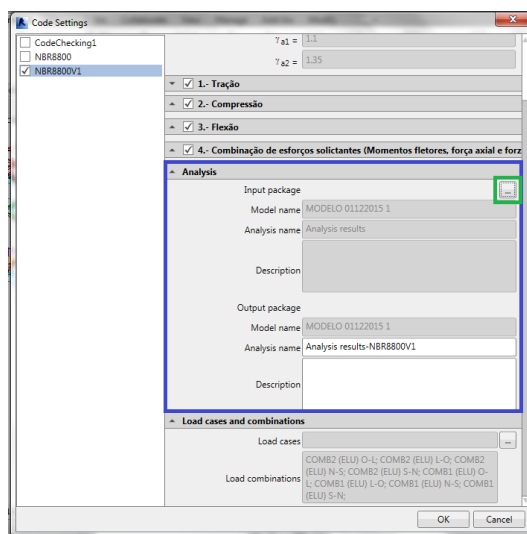 Code Settings
CodeChecking1
NBR8800
NBR8800V1
γa1 = 1.1
γa2 = 1.35
1.- Tração
2.- Compressão
3.- Flexão
4.- Combinação de esforços solicitantes (Momentos fletores, força axial e forz
Analysis
Input package ...
Model name MODELO 01122015 1
Analysis name Analysis results
Description
Output package
Model name MODELO 01122015 1
Analysis name Analysis results-NBR8800V1
Description
Load cases and combinations
Load cases ...
Load combinations
COMB2 (ELU) O-L; COMB2 (ELU) L-O; COMB2
(ELU) N-S; COMB2 (ELU) S-N; COMB1 (ELU) O-
L; COMB1 (ELU) L-O; COMB1 (ELU) N-S; COMB1
(ELU) S-N;
OK Cancel